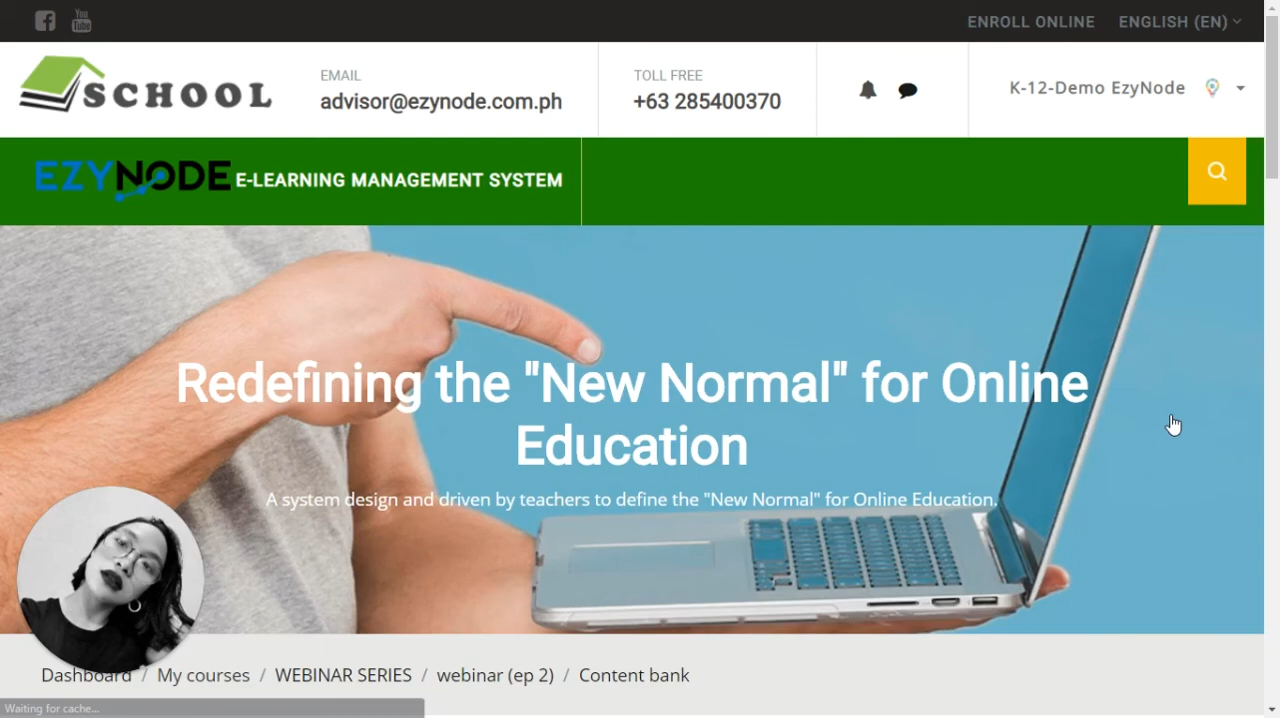 You
Tube
ENROLL ONLINE
ENGLISH (EN)
SCHOOL
EMAIL
advisor@ezynode.com.ph
TOLL FREE
+63 285400370
K-12-Demo EzyNode
EZYNODE
E-LEARNING MANAGEMENT SYSTEM
Redefining the "New Normal" for Online
Education
A system design and driven by teachers to define the "New Normal" for Online Education.
Dashboard / My courses / WEBINAR SERIES / webinar (ep 2) / Content bank
Waiting for cache...